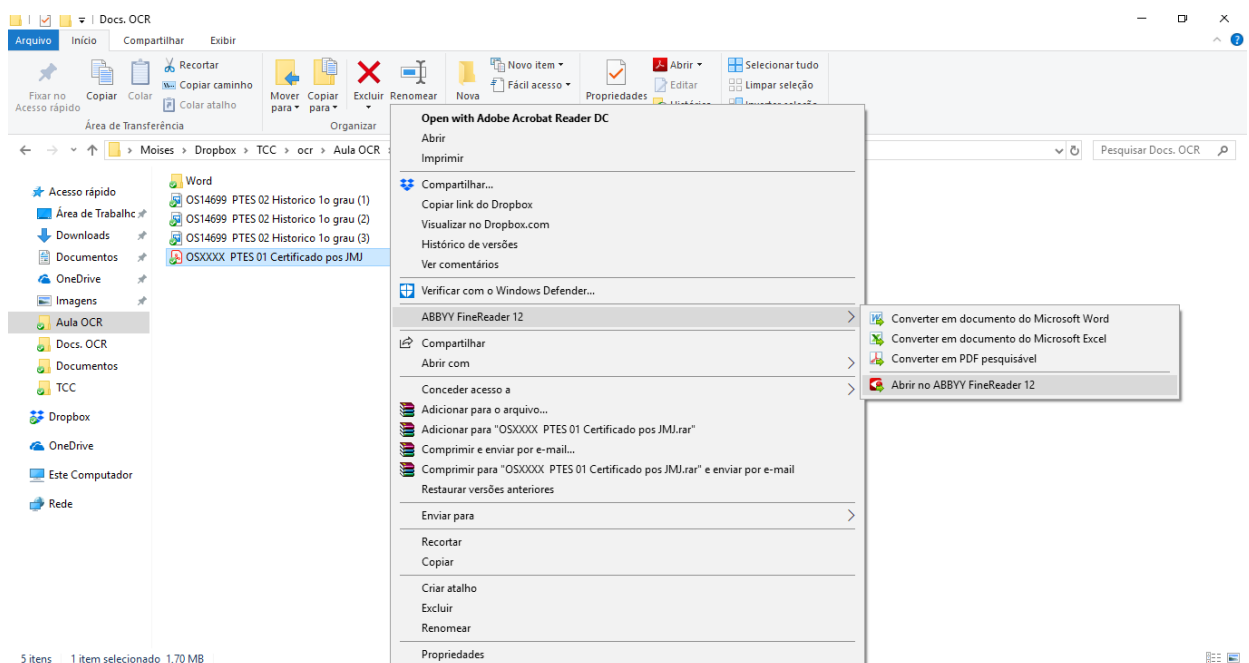 Docs. OCR
Arquivo Início Compartilhar Exibir
Fixar no Acesso rápido
Copiar
Colar
Recortar
Copiar caminho
Colar atalho
Área de Transferência
Mover para
Copiar para
Excluir
Renomear
Organizar
Nova
Novo item
Fácil acesso
Propriedades
Abrir
Editar
Selecionar tudo
Limpar seleção
Moises > Dropbox > TCC > ocr > Aula OCR
Pesquisar Docs. OCR
Acesso rápido
Área de Trabalho
Downloads
Documentos
OneDrive
Imagens
Aula OCR
Docs. OCR
Documentos
TCC
Dropbox
OneDrive
Este Computador
Rede
Word
OS14699 PTES 02 Historico 1o grau (1)
OS14699 PTES 02 Historico 1o grau (2)
OS14699 PTES 02 Historico 1o grau (3)
OSXXXX PTES 01 Certificado pos JMJ
Open with Adobe Acrobat Reader DC
Abrir
Imprimir
Compartilhar...
Copiar link do Dropbox
Visualizar no Dropbox.com
Histórico de versões
Ver comentários
Verificar com o Windows Defender...
ABBYY FineReader 12
Compartilhar
Abrir com
Conceder acesso a
Adicionar para o arquivo...
Adicionar para "OSXXXX PTES 01 Certificado pos JMJ.rar"
Comprimir e enviar por e-mail...
Comprimir para "OSXXXX PTES 01 Certificado pos JMJ.rar" e enviar por e-mail
Restaurar versões anteriores
Enviar para
Recortar
Copiar
Criar atalho
Excluir
Renomear
Propriedades
Converter em documento do Microsoft Word
Converter em documento do Microsoft Excel
Converter em PDF pesquisável
Abrir no ABBYY FineReader 12
5 itens 1 item selecionado 1,70 MB